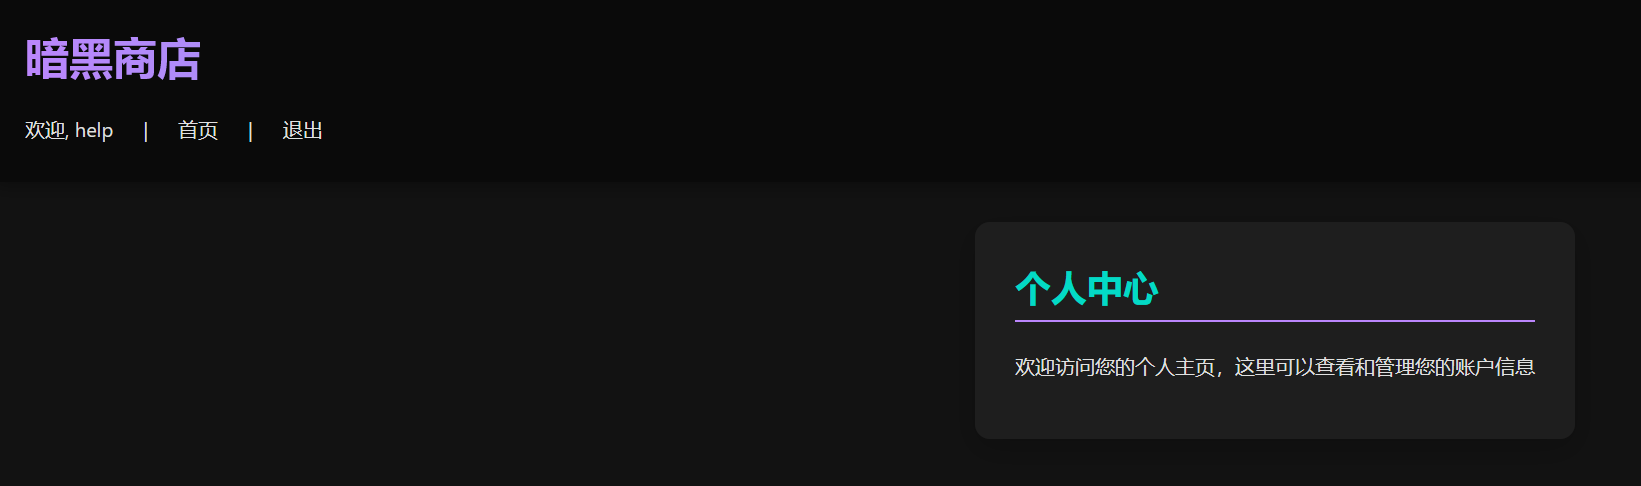 暗黑商店
欢迎, help | 首页 | 退出
个人中心
欢迎访问您的个人主页，这里可以查看和管理您的账户信息